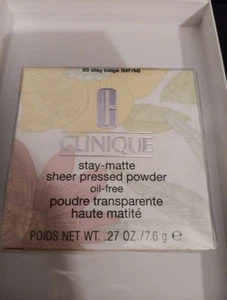 03 stay beige (MF/M)
CLINIQUE
stay-matte
sheer pressed powder
oil-free
poudre transparente
haute matité
POIDS NET WT. .27 OZ./7.6 g ℮